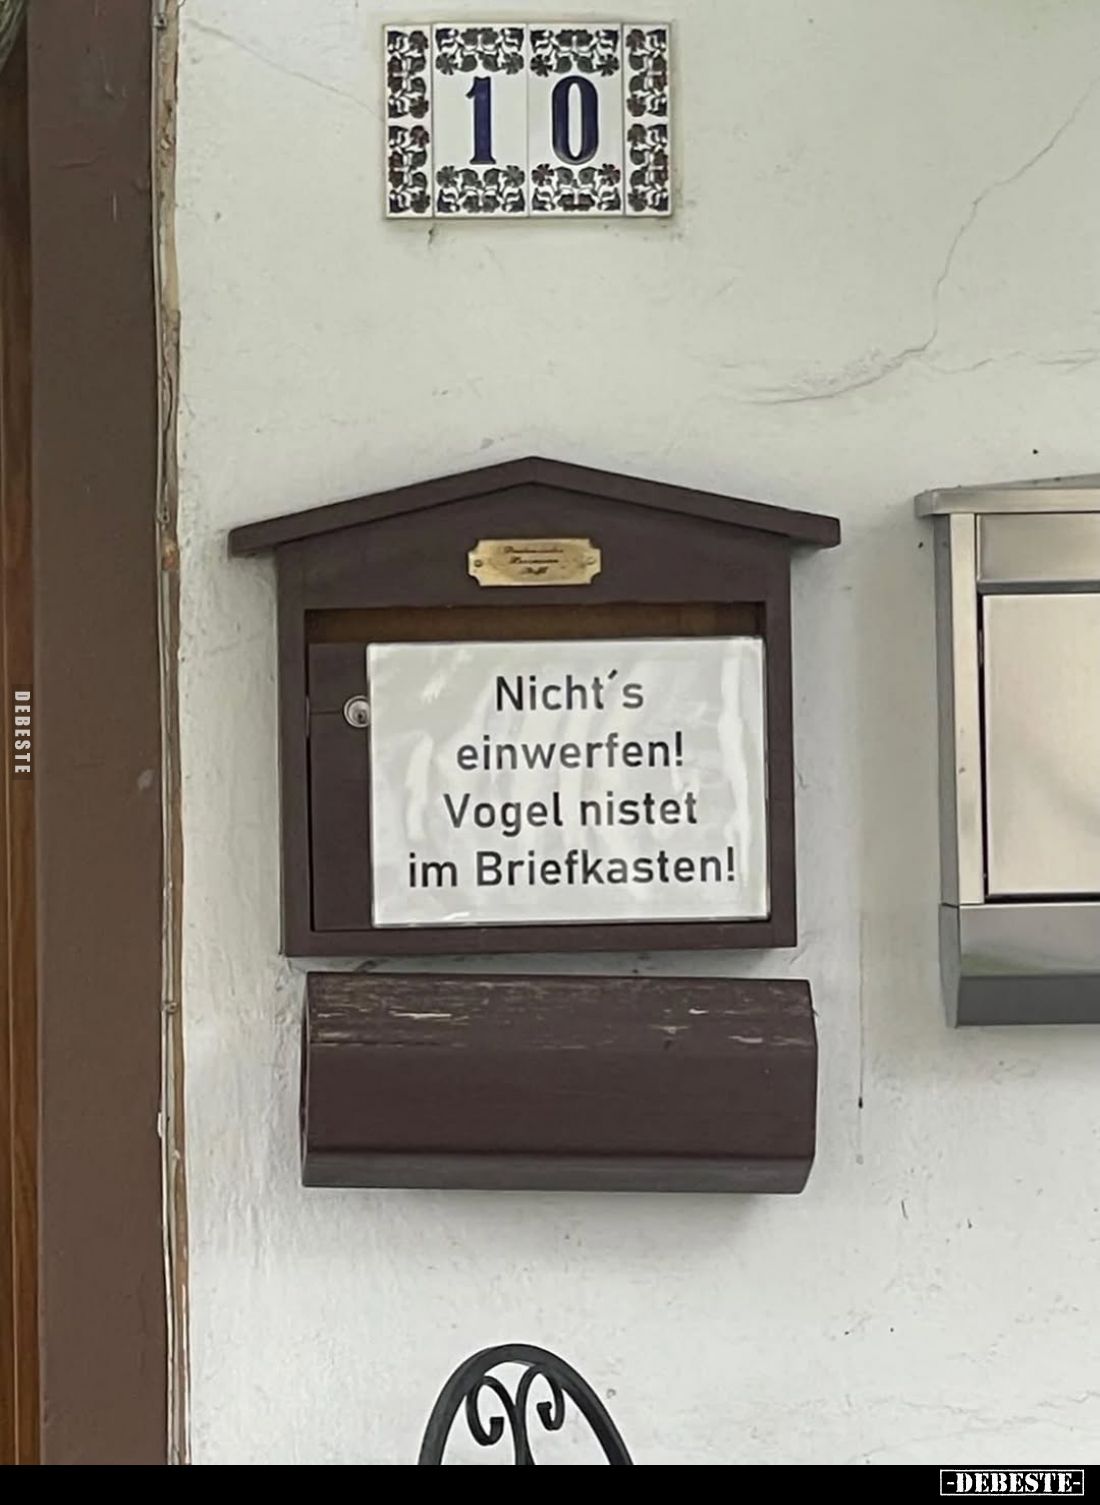 10
Nicht´s
einwerfen!
Vogel nistet
im Briefkasten!
DEBESTE
-DEBESTE-